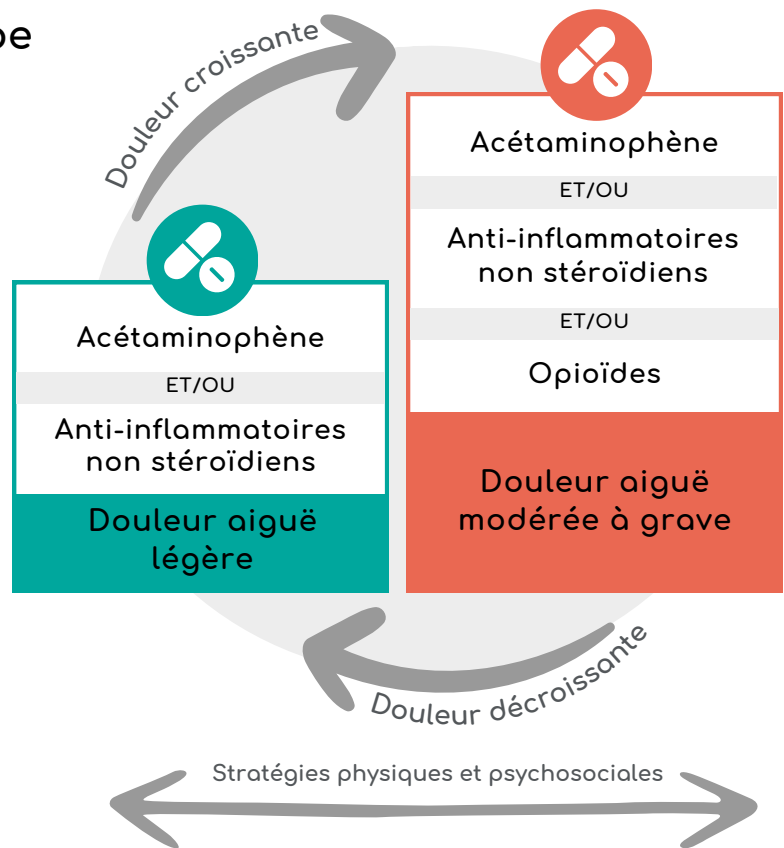 Douleur croissante
Acétaminophène
ET/OU
Anti-inflammatoires
non stéroïdiens
ET/OU
Opioïdes
Douleur aiguë
modérée à grave
Acétaminophène
ET/OU
Anti-inflammatoires
non stéroïdiens
Douleur aiguë
légère
Douleur décroissante
Stratégies physiques et psychosociales